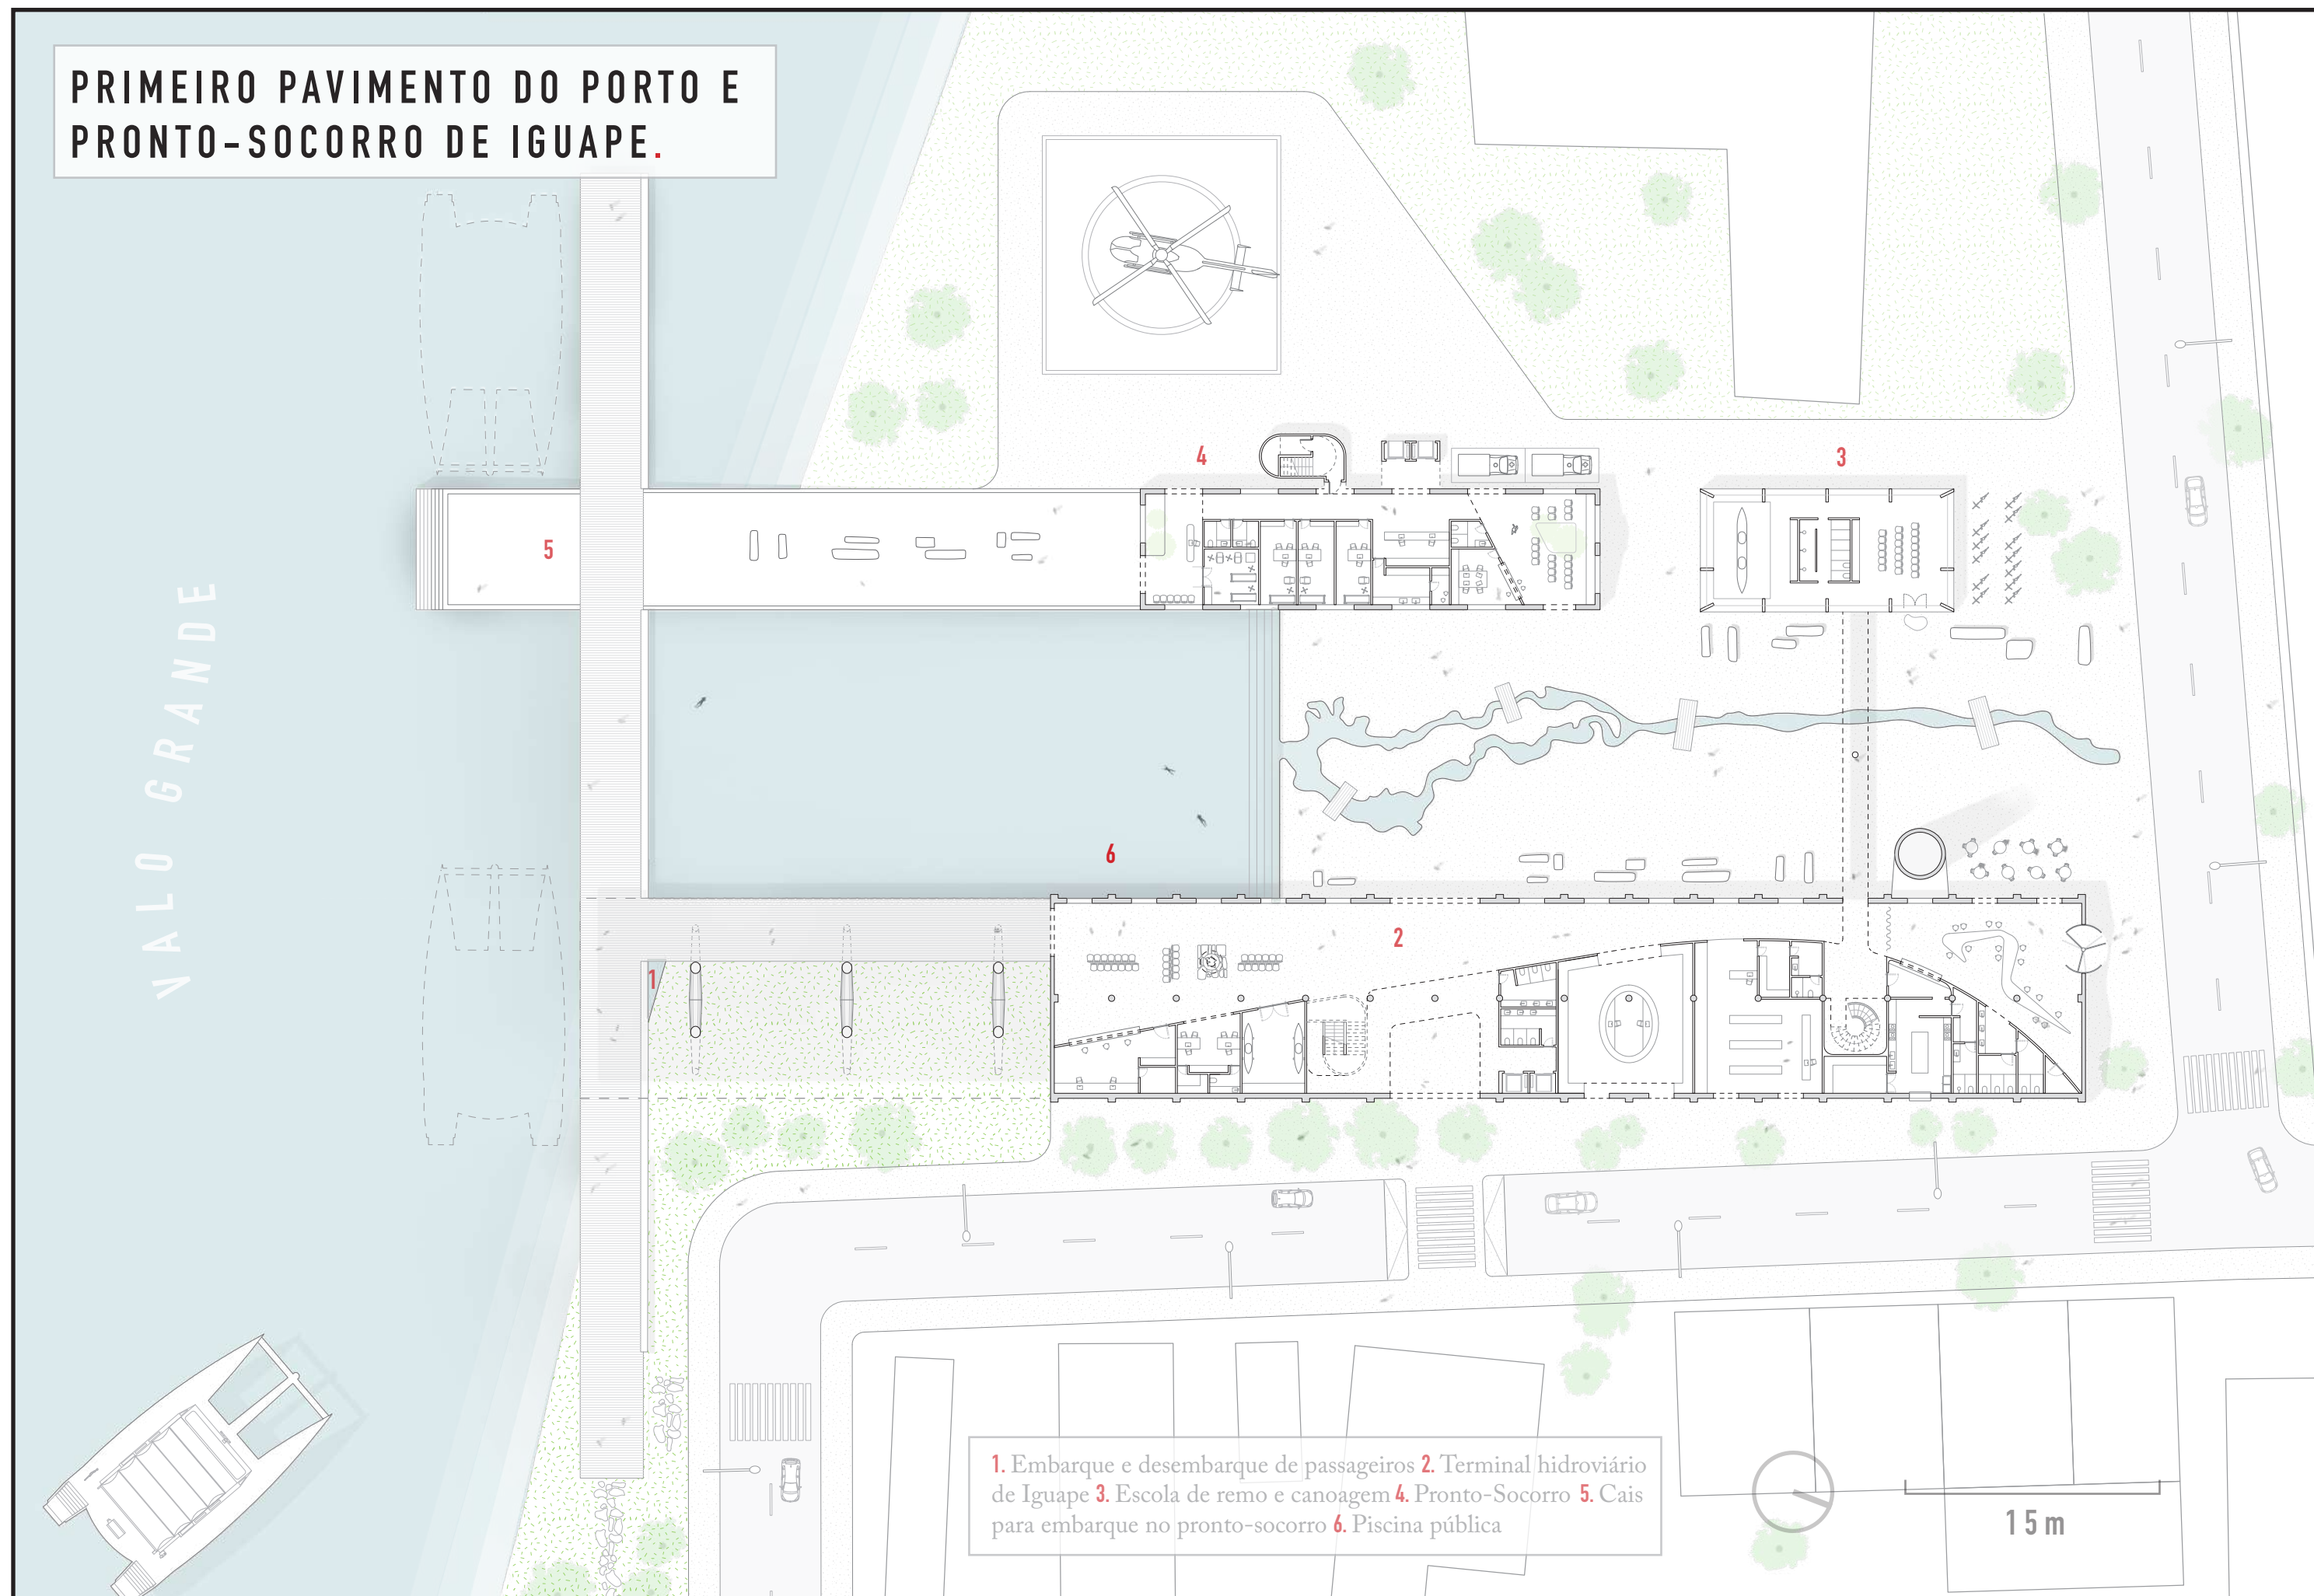 PRIMEIRO PAVIMENTO DO PORTO E
PRONTO-SOCORRO DE IGUAPE.
4
3
5
VALO GRANDE
6
2
1
1. Embarque e desembarque de passageiros 2. Terminal hidroviário
de Iguape 3. Escola de remo e canoagem 4. Pronto-Socorro 5. Cais
para embarque no pronto-socorro 6. Piscina pública
15m